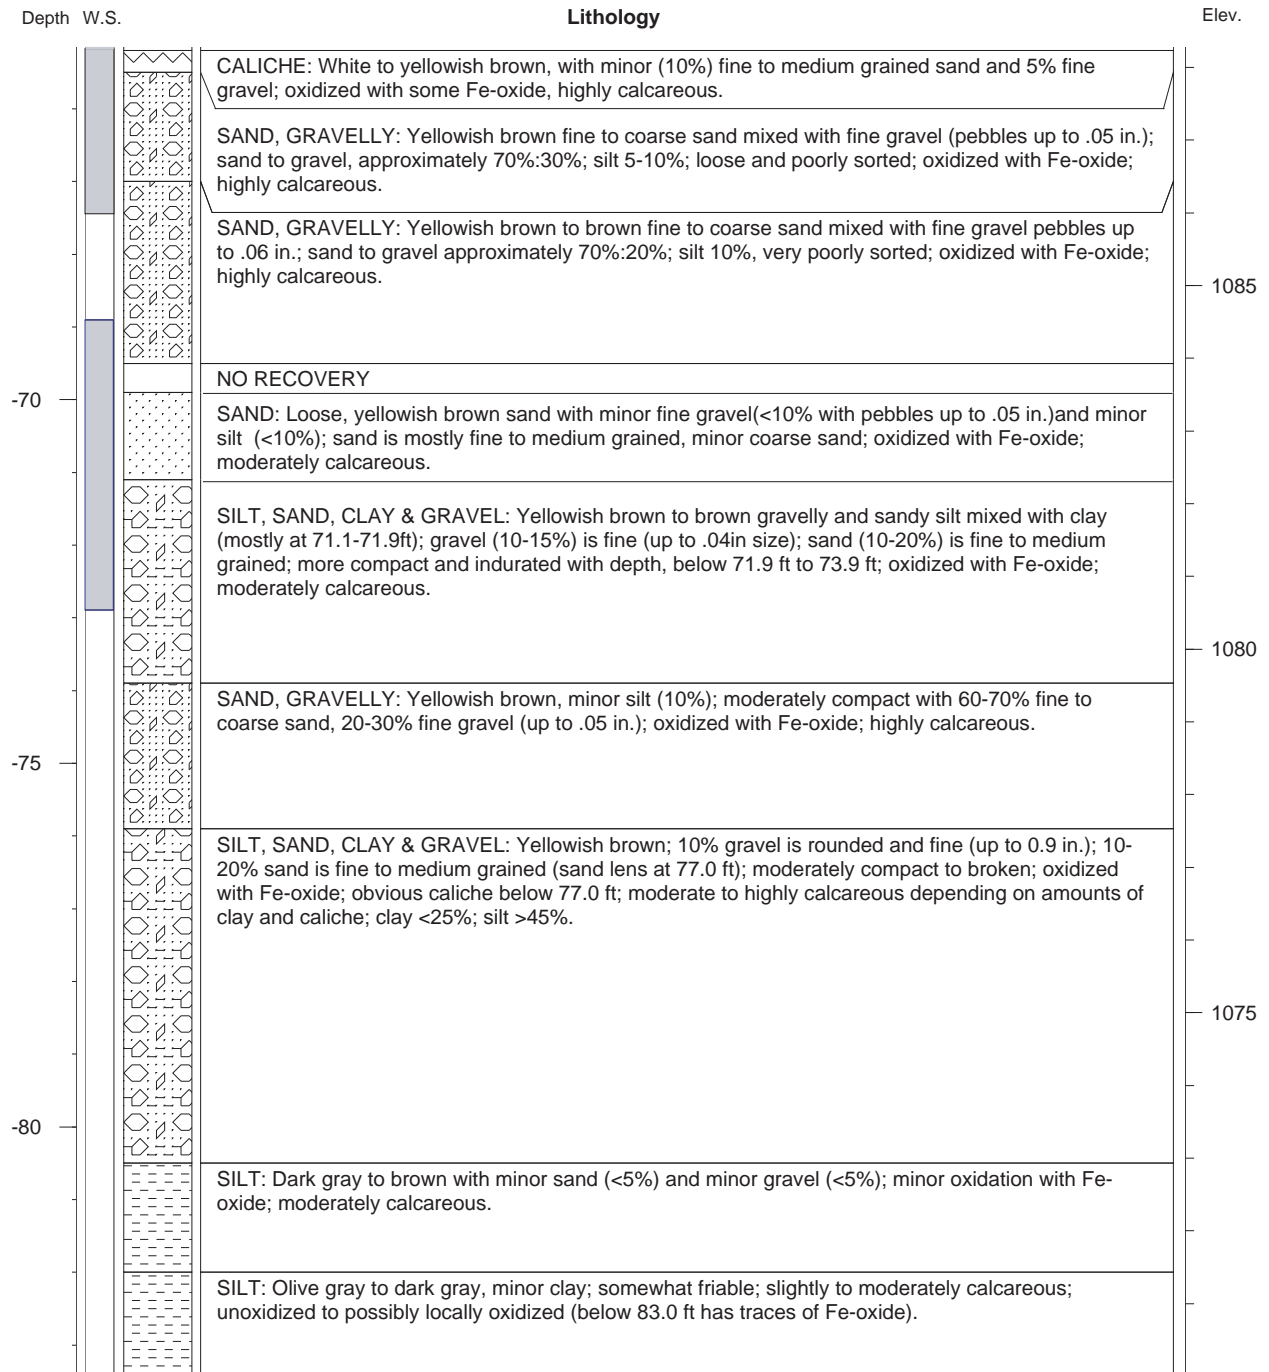 Depth W.S. Lithology Elev.
CALICHE: White to yellowish brown, with minor (10%) fine to medium grained sand and 5% fine
gravel; oxidized with some Fe-oxide, highly calcareous.
SAND, GRAVELLY: Yellowish brown fine to coarse sand mixed with fine gravel (pebbles up to .05 in.);
sand to gravel, approximately 70%:30%; silt 5-10%; loose and poorly sorted; oxidized with Fe-oxide;
highly calcareous.
SAND, GRAVELLY: Yellowish brown to brown fine to coarse sand mixed with fine gravel pebbles up
to .06 in.; sand to gravel approximately 70%:20%; silt 10%, very poorly sorted; oxidized with Fe-oxide;
highly calcareous.
1085
NO RECOVERY
-70
SAND: Loose, yellowish brown sand with minor fine gravel(<10% with pebbles up to .05 in.)and minor
silt (<10%); sand is mostly fine to medium grained, minor coarse sand; oxidized with Fe-oxide;
moderately calcareous.
SILT, SAND, CLAY & GRAVEL: Yellowish brown to brown gravelly and sandy silt mixed with clay
(mostly at 71.1-71.9ft); gravel (10-15%) is fine (up to .04in size); sand (10-20%) is fine to medium
grained; more compact and indurated with depth, below 71.9 ft to 73.9 ft; oxidized with Fe-oxide;
moderately calcareous.
1080
SAND, GRAVELLY: Yellowish brown, minor silt (10%); moderately compact with 60-70% fine to
coarse sand, 20-30% fine gravel (up to .05 in.); oxidized with Fe-oxide; highly calcareous.
-75
SILT, SAND, CLAY & GRAVEL: Yellowish brown; 10% gravel is rounded and fine (up to 0.9 in.); 10-
20% sand is fine to medium grained (sand lens at 77.0 ft); moderately compact to broken; oxidized
with Fe-oxide; obvious caliche below 77.0 ft; moderate to highly calcareous depending on amounts of
clay and caliche; clay <25%; silt >45%.
1075
-80
SILT: Dark gray to brown with minor sand (<5%) and minor gravel (<5%); minor oxidation with Fe-
oxide; moderately calcareous.
SILT: Olive gray to dark gray, minor clay; somewhat friable; slightly to moderately calcareous;
unoxidized to possibly locally oxidized (below 83.0 ft has traces of Fe-oxide).